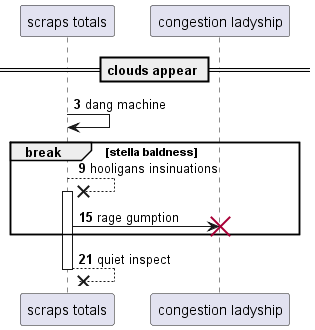 scraps totals
congestion ladyship
clouds appear
3 dang machine
break
[stella baldness]
9 hooligans insinuations
15 rage gumption
21 quiet inspect
scraps totals
congestion ladyship